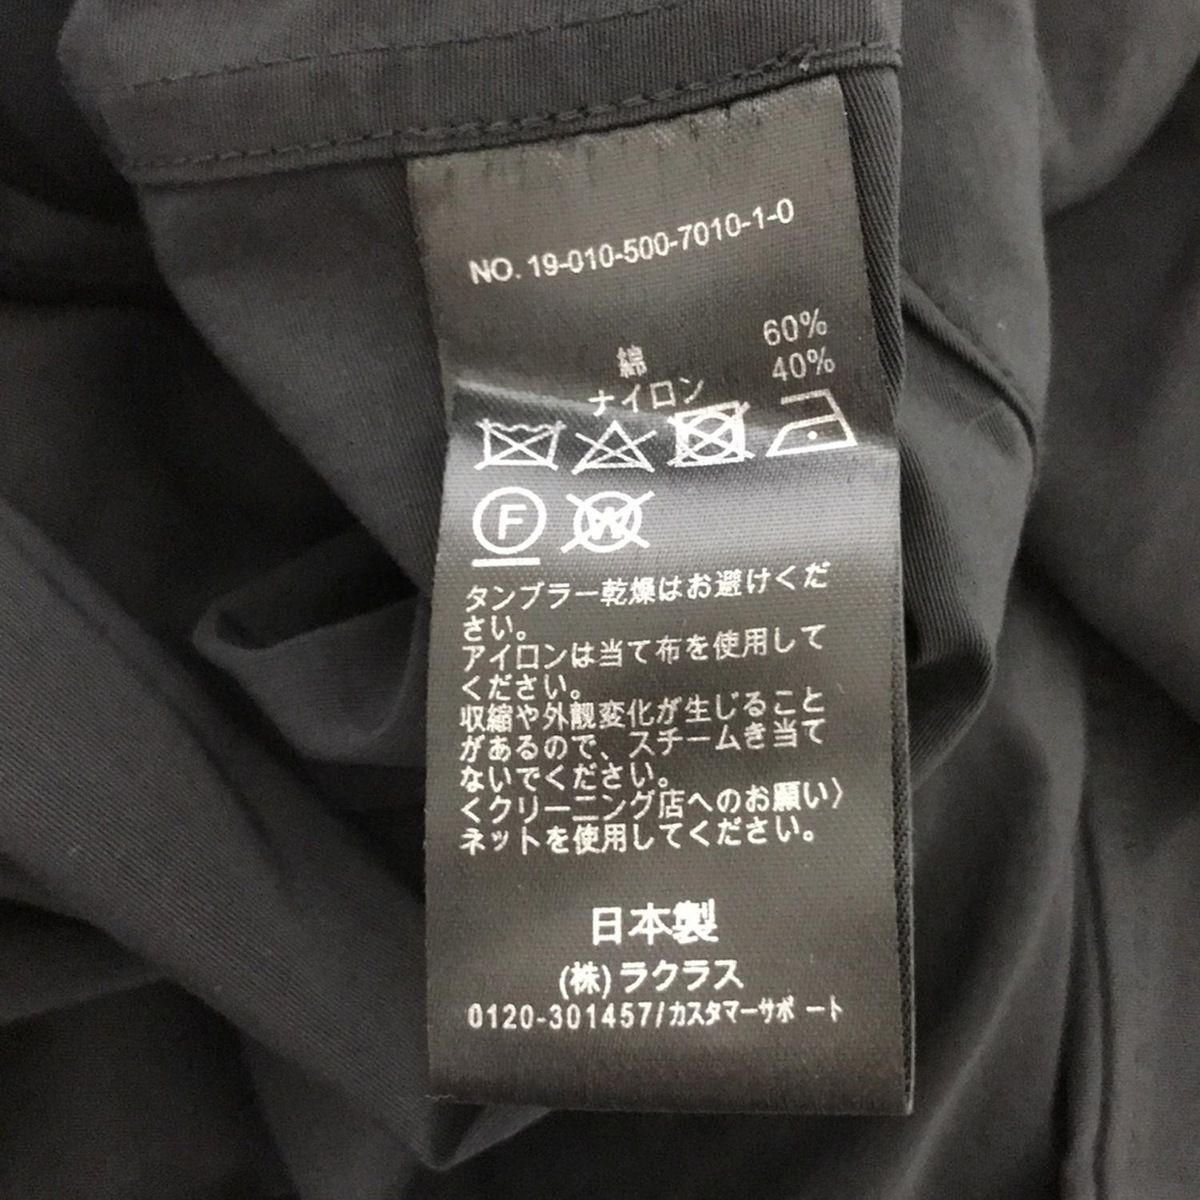 NO. 19-010-500-7010-1-0
綿 60%
ナイロン 40%
F W
タンブラー乾燥はお避けくだ
さい。
アイロンは当て布を使用して
ください。
収縮や外観変化が生じること
があるので、スチームき当て
ないでください。
〈クリーニング店へのお願い〉
ネットを使用してください。
日本製
(株)ラクラス
0120-301457/カスタマーサポート